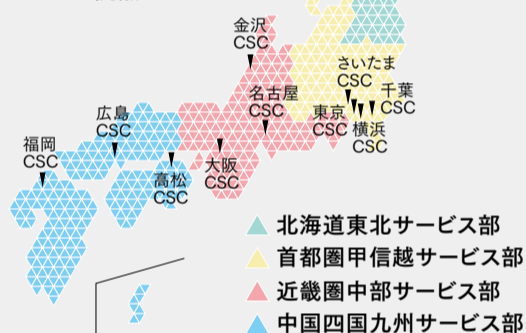 金沢
CSC
さいたま
CSC
千葉
CSC
名古屋
CSC
東京
CSC
横浜
CSC
広島
CSC
福岡
CSC
大阪
CSC
高松
CSC
北海道東北サービス部
首都圏甲信越サービス部
近畿圏中部サービス部
中国四国九州サービス部